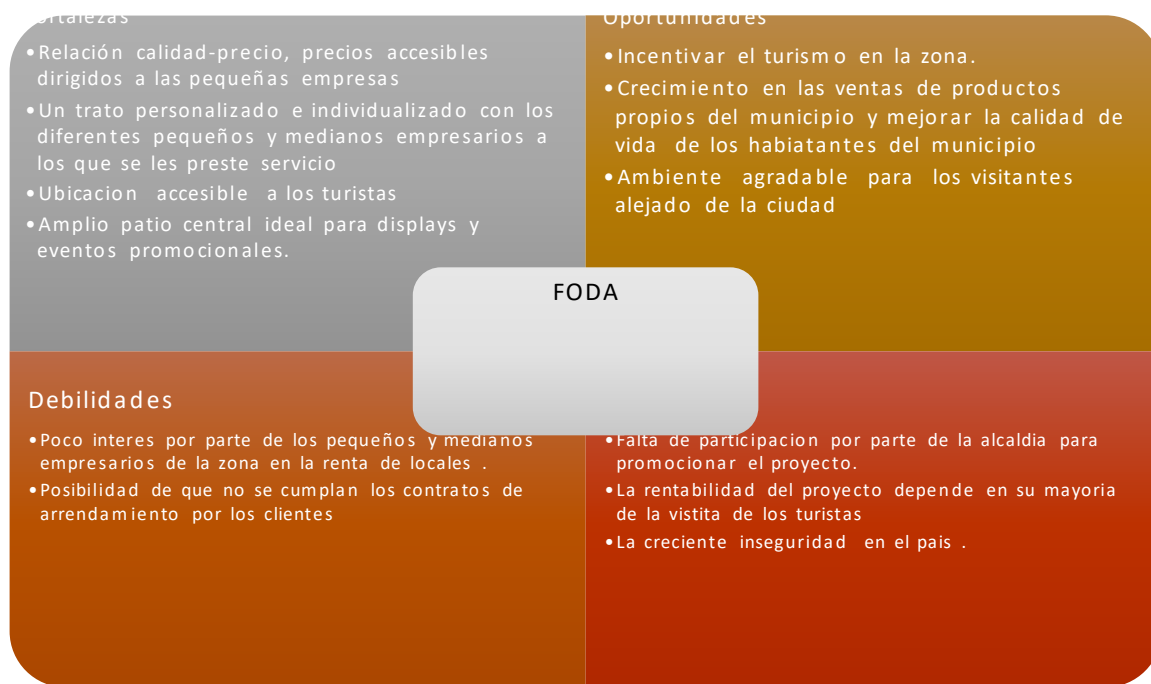 Fortalezas
•Relación calidad-precio, precios accesibles
dirigidos a las pequeñas empresas
•Un trato personalizado e individualizado con los
diferentes pequeños y medianos empresarios a
los que se les preste servicio
•Ubicacion accesible a los turistas
•Amplio patio central ideal para displays y
eventos promocionales.
Oportunidades
•Incentivar el turismo en la zona.
•Crecimiento en las ventas de productos
propios del municipio y mejorar la calidad de
vida de los habiatantes del municipio
•Ambiente agradable para los visitantes
alejado de la ciudad
FODA
Debilidades
•Poco interes por parte de los pequeños y medianos
empresarios de la zona en la renta de locales .
•Posibilidad de que no se cumplan los contratos de
arrendamiento por los clientes
•Falta de participacion por parte de la alcaldia para
promocionar el proyecto.
•La rentabilidad del proyecto depende en su mayoria
de la vistita de los turistas
•La creciente inseguridad en el pais .